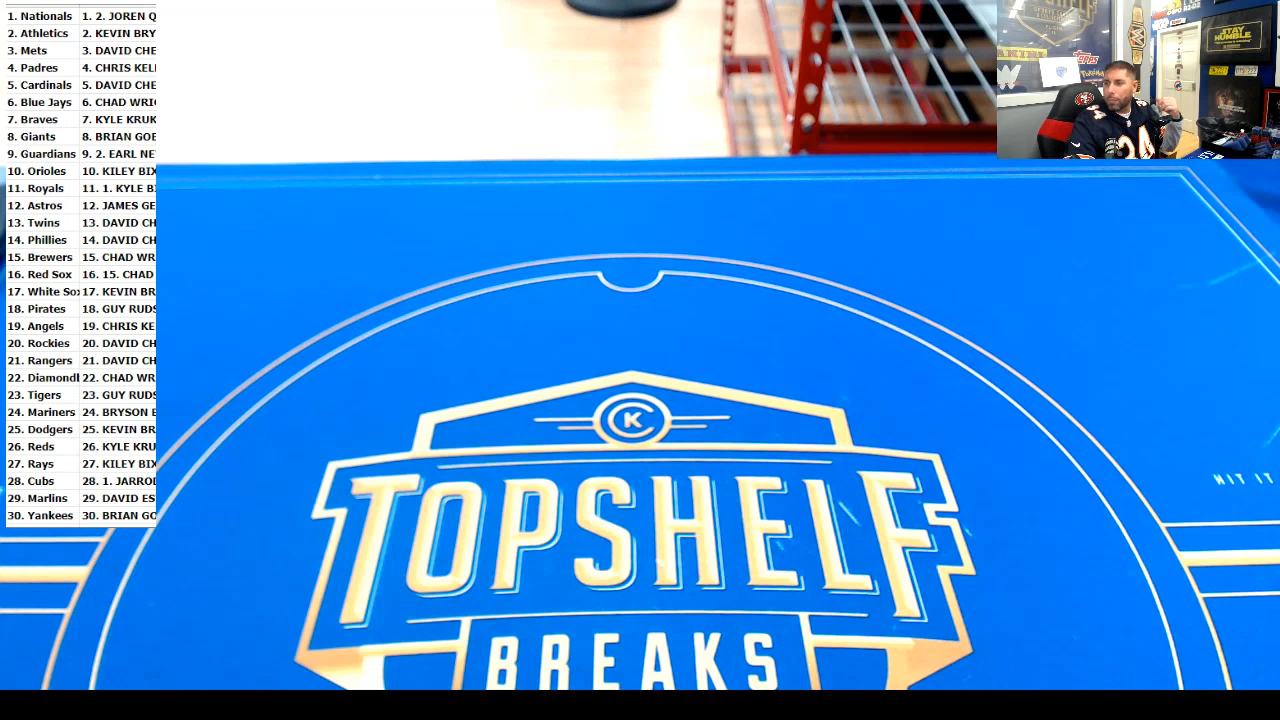 1. Nationals 1. 2. JOREN Q
2. Athletics 2. KEVIN BRY
3. Mets 3. DAVID CHE
4. Padres 4. CHRIS KELL
5. Cardinals 5. DAVID CHE
6. Blue Jays 6. CHAD WRIG
7. Braves 7. KYLE KRUK
8. Giants 8. BRIAN GOE
9. Guardians 9. 2. EARL NE
10. Orioles 10. KILEY BIX
11. Royals 11. 1. KYLE B
12. Astros 12. JAMES GE
13. Twins 13. DAVID CH
14. Phillies 14. DAVID CH
15. Brewers 15. CHAD WR
16. Red Sox 16. 15. CHAD
17. White Sox 17. KEVIN BR
18. Pirates 18. GUY RUDS
19. Angels 19. CHRIS KE
20. Rockies 20. DAVID CH
21. Rangers 21. DAVID CH
22. Diamond 22. CHAD WR
23. Tigers 23. GUY RUDS
24. Mariners 24. BRYSON
25. Dodgers 25. KEVIN BR
26. Reds 26. KYLE KRU
27. Rays 27. KILEY BIX
28. Cubs 28. 1. JARROL
29. Marlins 29. DAVID ES
30. Yankees 30. BRIAN GO
STAY
HUMBLE
TOPPS
34
CK
TOPSHELF
BREAKS
HIT IT